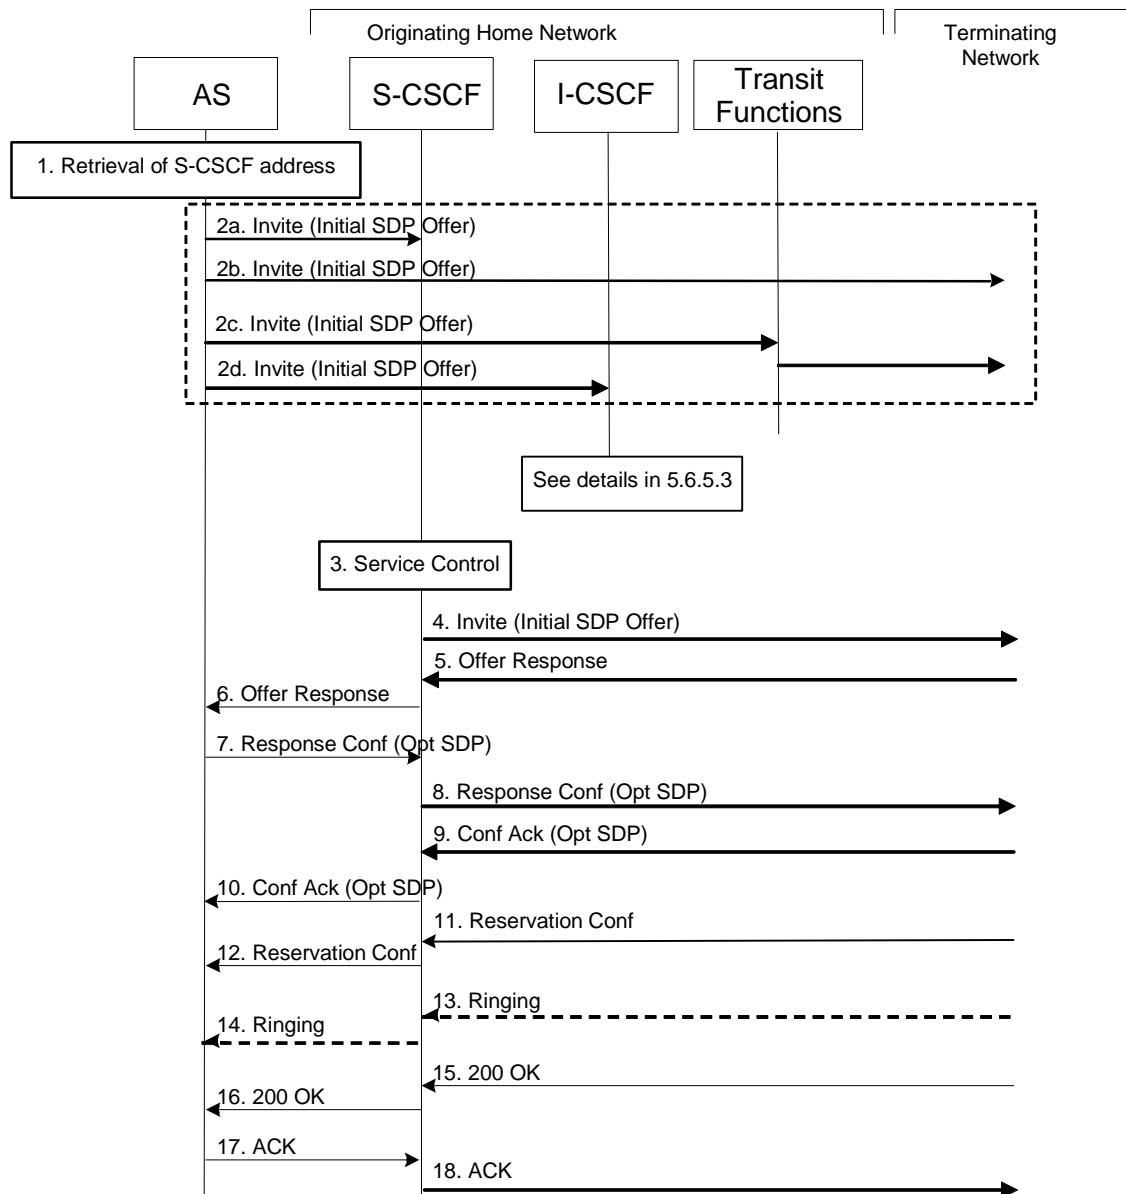 Originating Home Network
Terminating
Network
AS
S-CSCF
I-CSCF
Transit
Functions
1. Retrieval of S-CSCF address
2a. Invite (Initial SDP Offer)
2b. Invite (Initial SDP Offer)
2c. Invite (Initial SDP Offer)
2d. Invite (Initial SDP Offer)
See details in 5.6.5.3
3. Service Control
4. Invite (Initial SDP Offer)
5. Offer Response
6. Offer Response
7. Response Conf (Opt SDP)
8. Response Conf (Opt SDP)
9. Conf Ack (Opt SDP)
10. Conf Ack (Opt SDP)
11. Reservation Conf
12. Reservation Conf
13. Ringing
14. Ringing
15. 200 OK
16. 200 OK
17. ACK
18. ACK